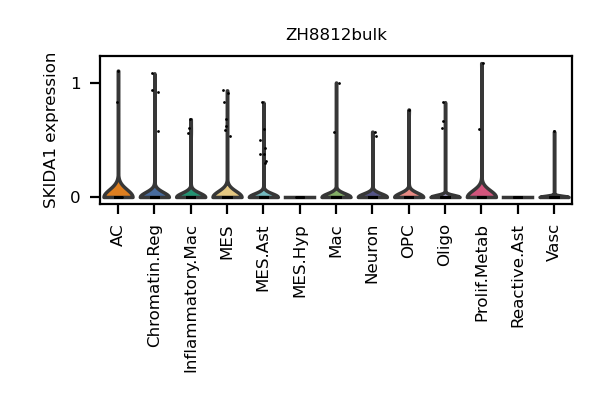 ZH8812bulk
SKIDA1 expression
1
0
AC
Chromatin.Reg
Inflammatory.Mac
MES
MES.Ast
MES.Hyp
Mac
Neuron
OPC
Oligo
Prolif.Metab
Reactive.Ast
Vasc